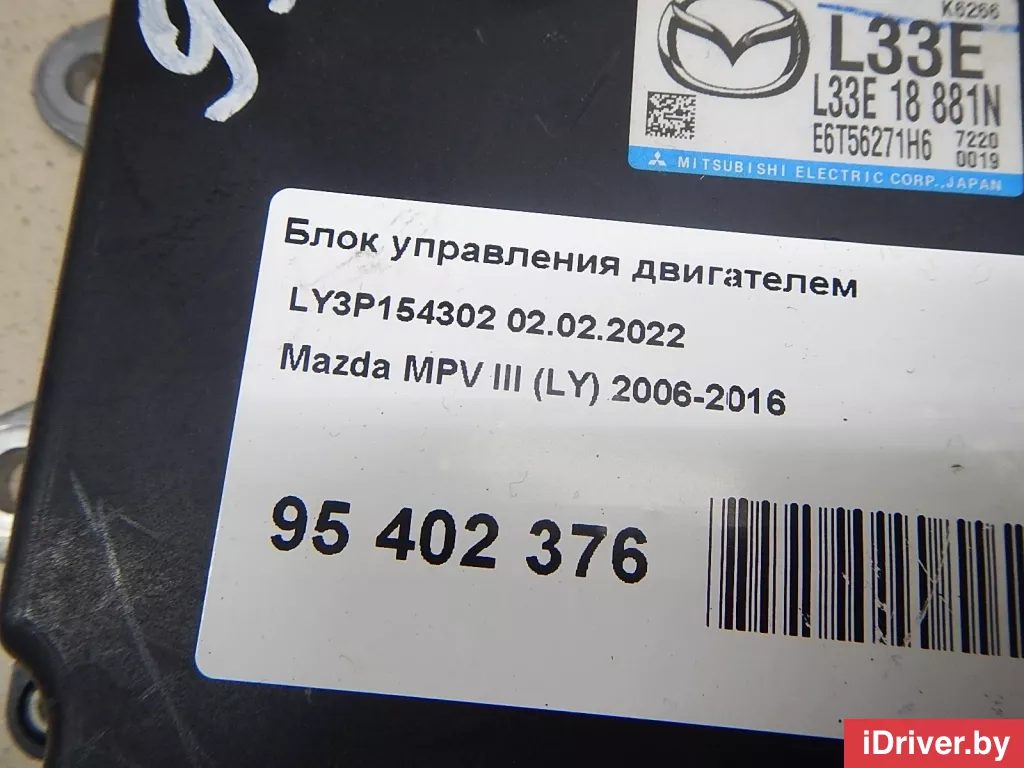 K6266
L33E
L33E 18 881N
E6T56271H6 7220
0019
MITSUBISHI ELECTRIC CORP., JAPAN
Блок управления двигателем
LY3P154302 02.02.2022
Mazda MPV III (LY) 2006-2016
95 402 376
iDriver.by